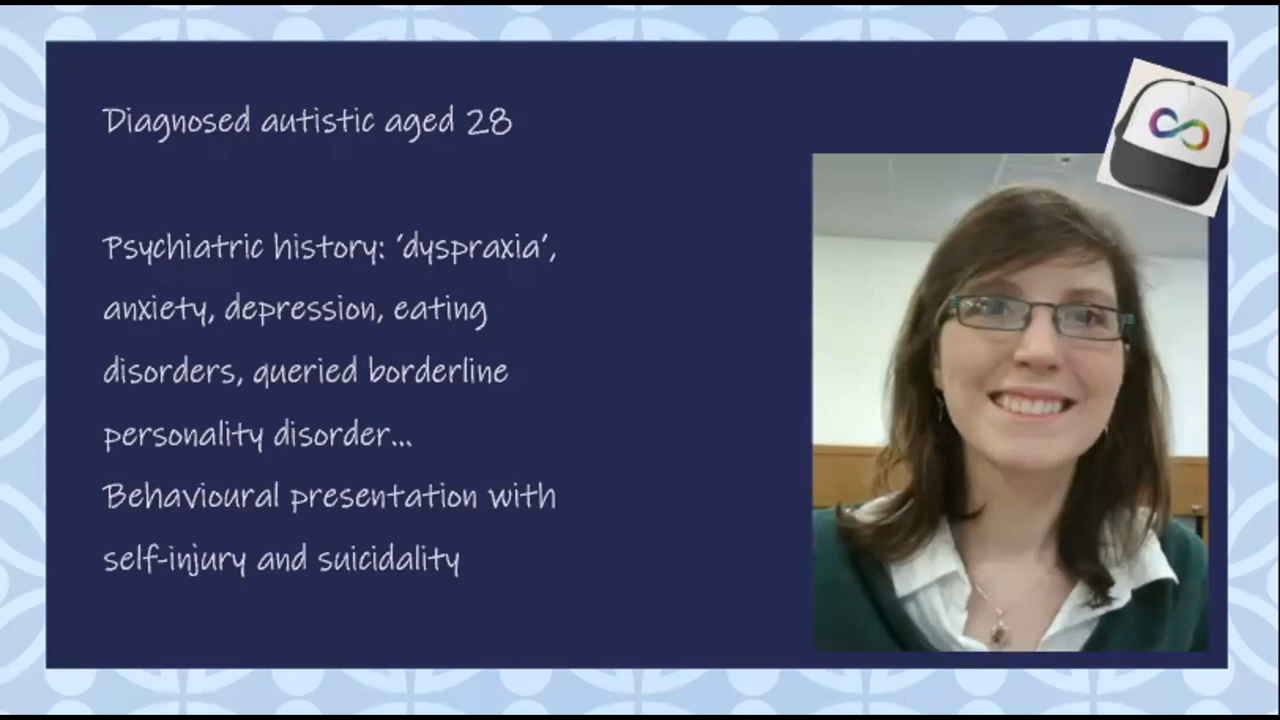 Diagnosed autistic aged 28
Psychiatric history: ‘dyspraxia’,
anxiety, depression, eating
disorders, queried borderline
personality disorder...
Behavioural presentation with
self-injury and suicidality